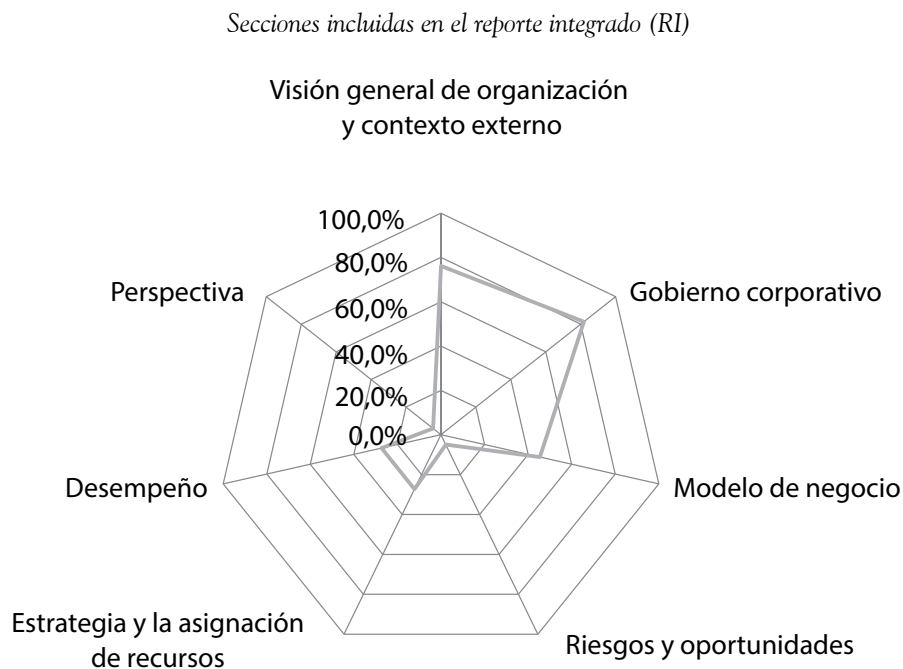 Secciones incluidas en el reporte integrado (RI)
Visión general de organización
y contexto externo
100,0%
80,0%
60,0%
40,0%
20,0%
0,0%
Perspectiva
Gobierno corporativo
Desempeño
Modelo de negocio
Estrategia y la asignación
de recursos
Riesgos y oportunidades